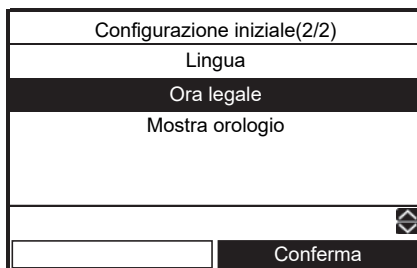 Configurazione iniziale(2/2)
Lingua
Ora legale
Mostra orologio
Conferma